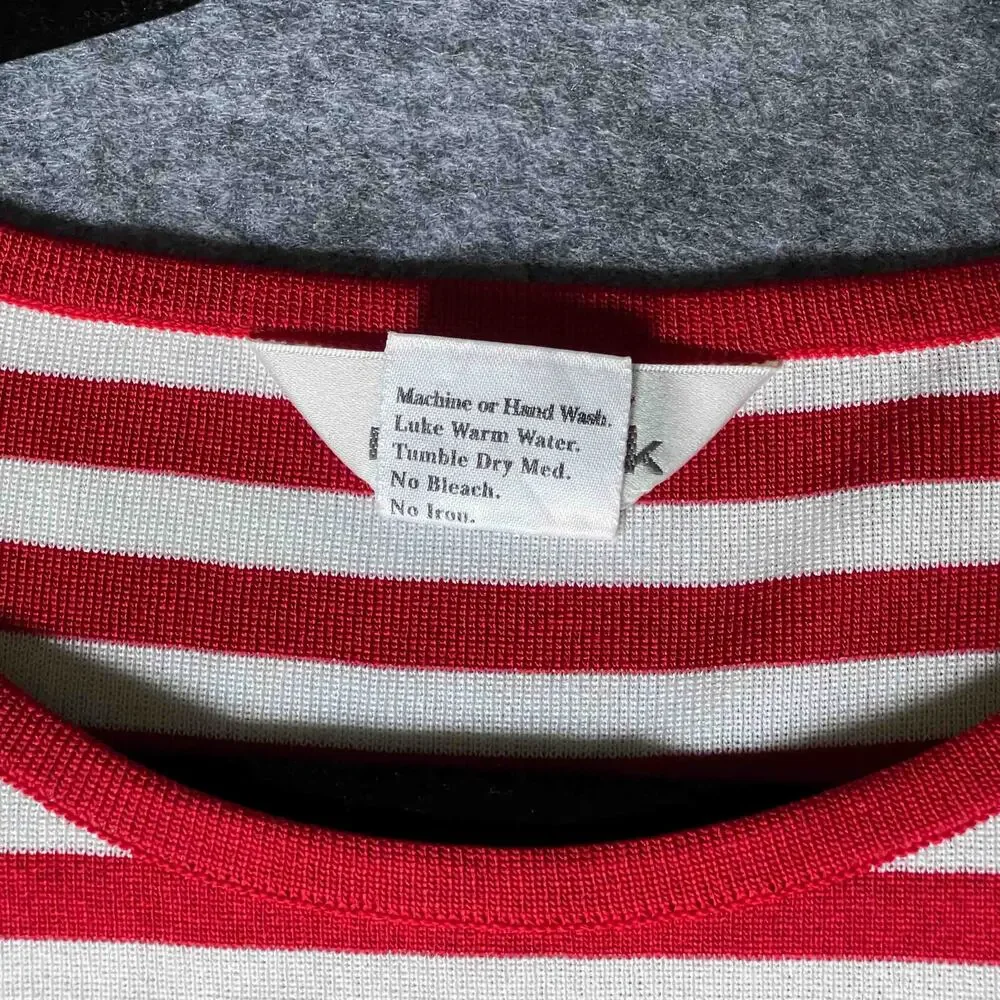 Machine or Hand Wash.
Luke Warm Water.
Tumble Dry Med.
No Bleach.
No Iron.
K